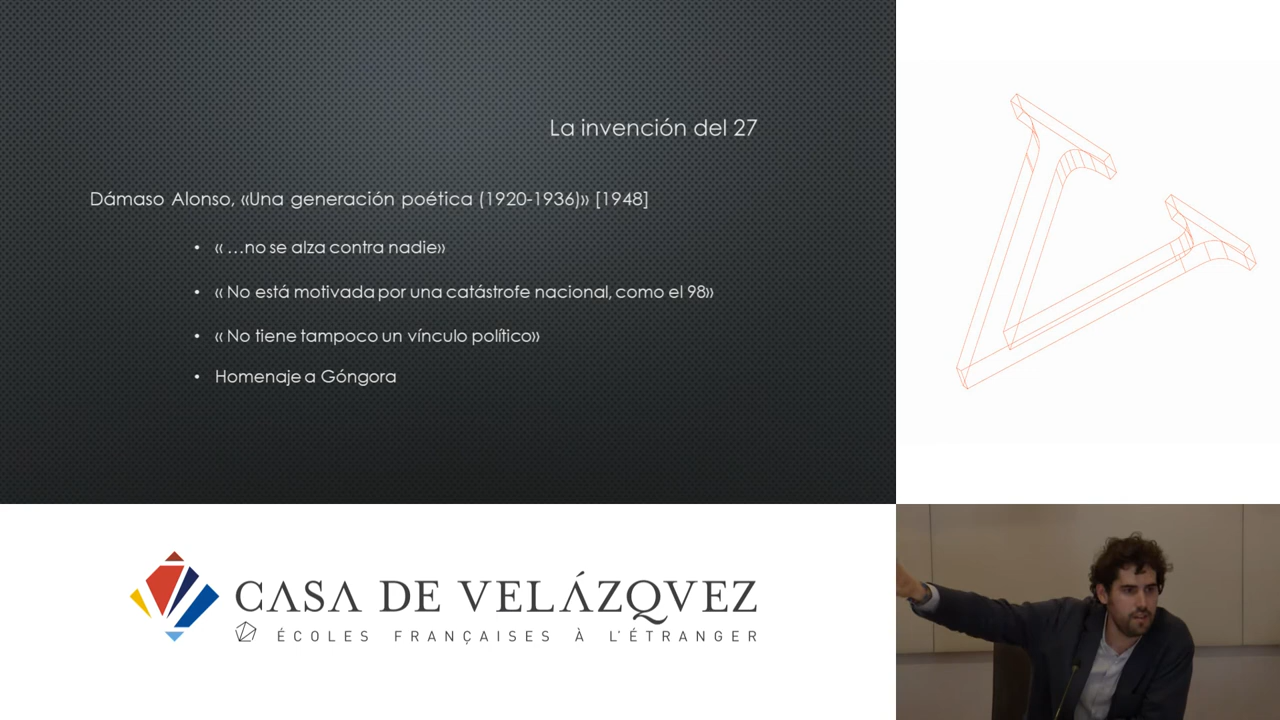 La invención del 27
Dámaso Alonso, «Una generación poética (1920-1936)» [1948]
• « ...no se alza contra nadie»
• « No está motivada por una catástrofe nacional, como el 98»
• « No tiene tampoco un vínculo político»
• Homenaje a Góngora
CASA DE VELÁZQVEZ
ÉCOLES FRANÇAISES À L'ÉTRANGER